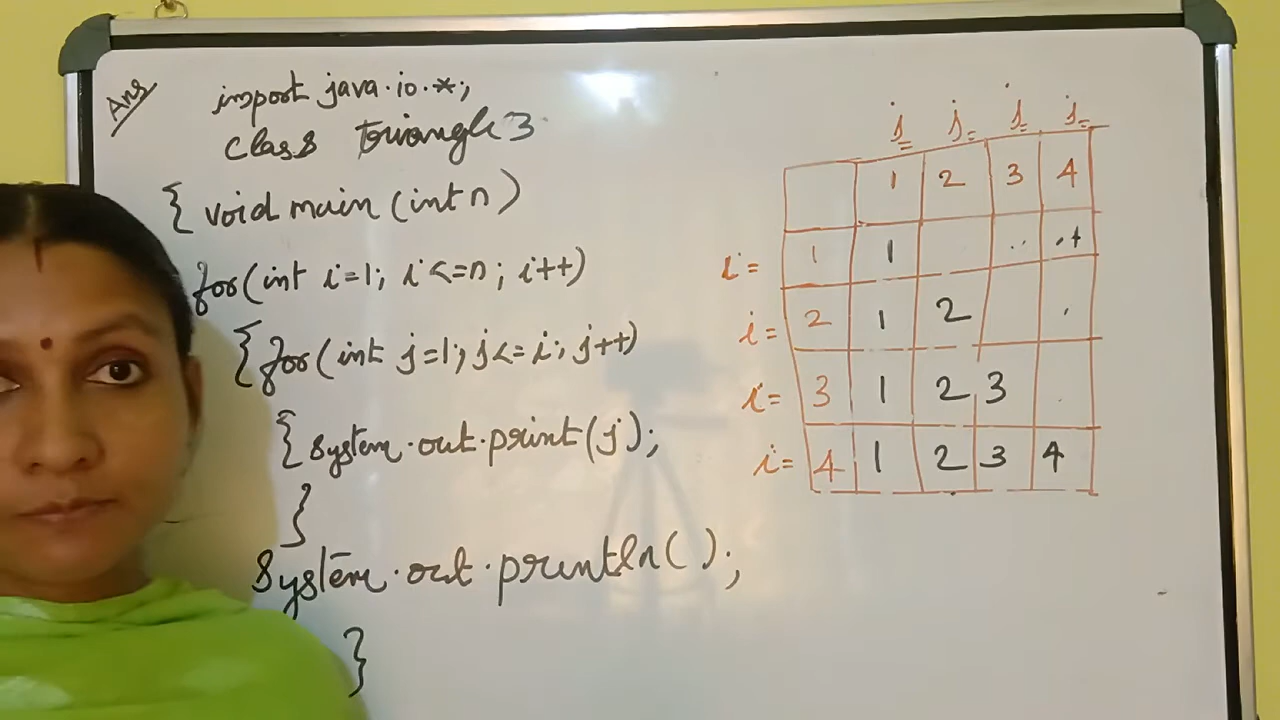 Ans
import java.io.*;
class triangle3
{ void main (int n)
for(int i=1; i<=n; i++)
{ for(int j=1; j<=i; j++)
{ System.out.print(j);
}
System.out.println();
}
j= j= j= j=
1 2 3 4
i= 1 1
i= 2 1 2
i= 3 1 2 3
i= 4 1 2 3 4